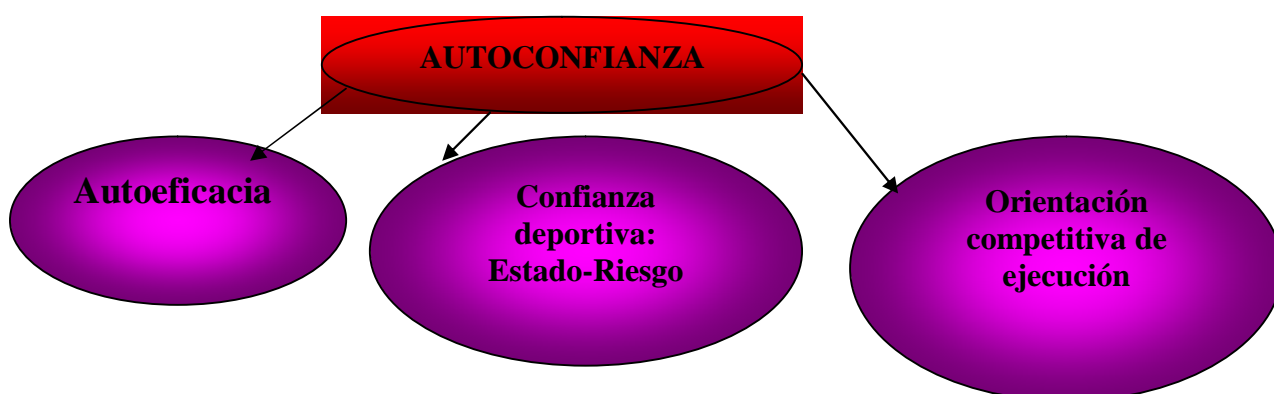 AUTOCONFIANZA
Autoeficacia
Confianza
deportiva:
Estado-Riesgo
Orientación
competitiva de
ejecución